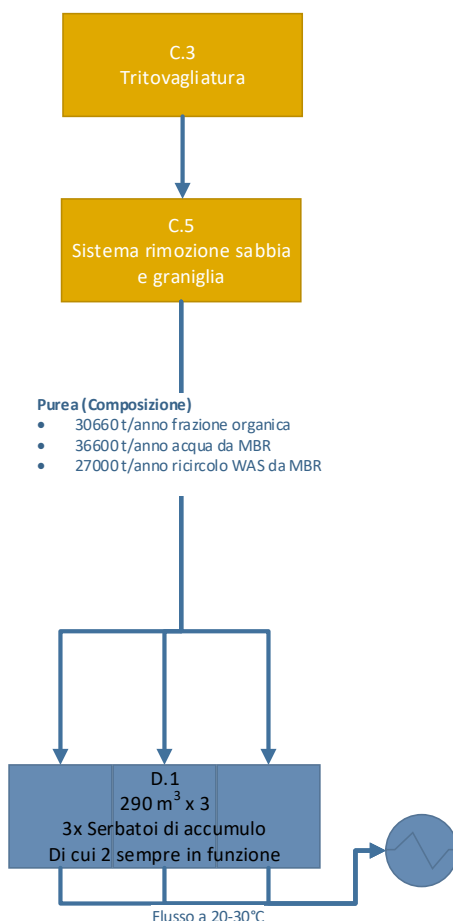 C.3
Tritovagliatura
C.5
Sistema rimozione sabbia
e graniglia
Purea (Composizione)
• 30660 t/anno frazione organica
• 36600 t/anno acqua da MBR
• 27000 t/anno ricircolo WAS da MBR
D.1
290 m³ x 3
3x Serbatoi di accumulo
Di cui 2 sempre in funzione
Flusso a 20-30°C